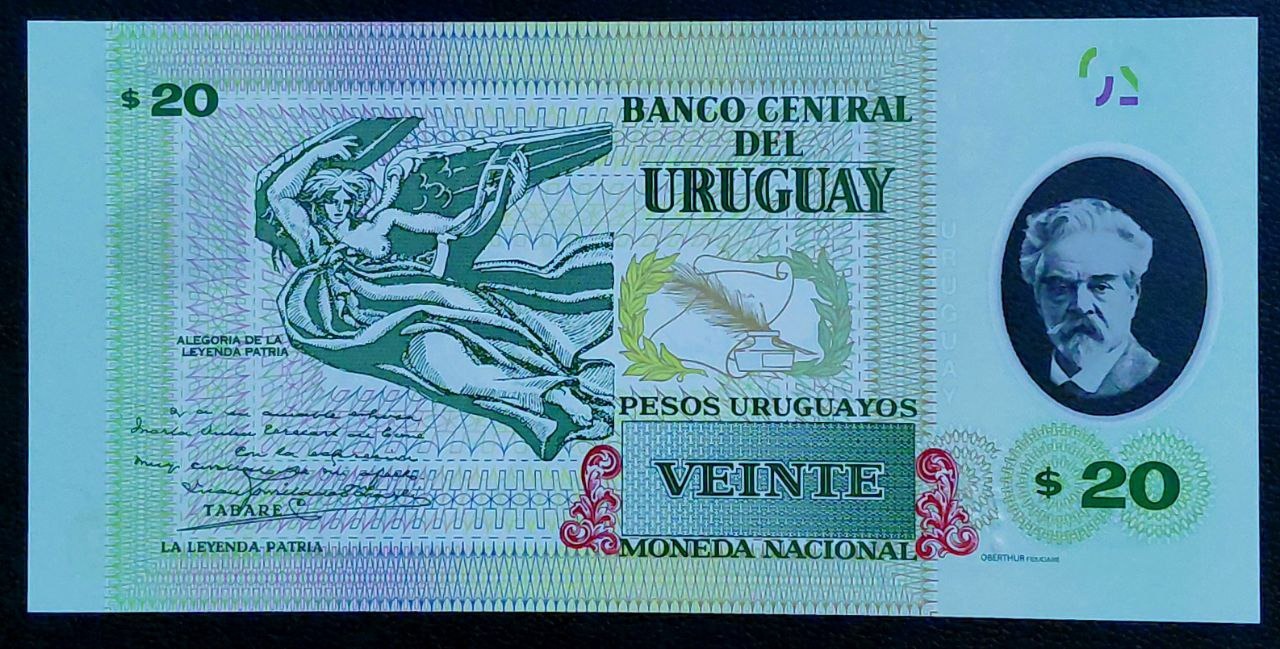 $ 20
BANCO CENTRAL
DEL
URUGUAY
URUGUAY
ALEGORIA DE LA
LEYENDA PATRIA
PESOS URUGUAYOS
VEINTE
$ 20
TABARE
LA LEYENDA PATRIA
MONEDA NACIONAL
OBERTHUR FIDUCIAIRE